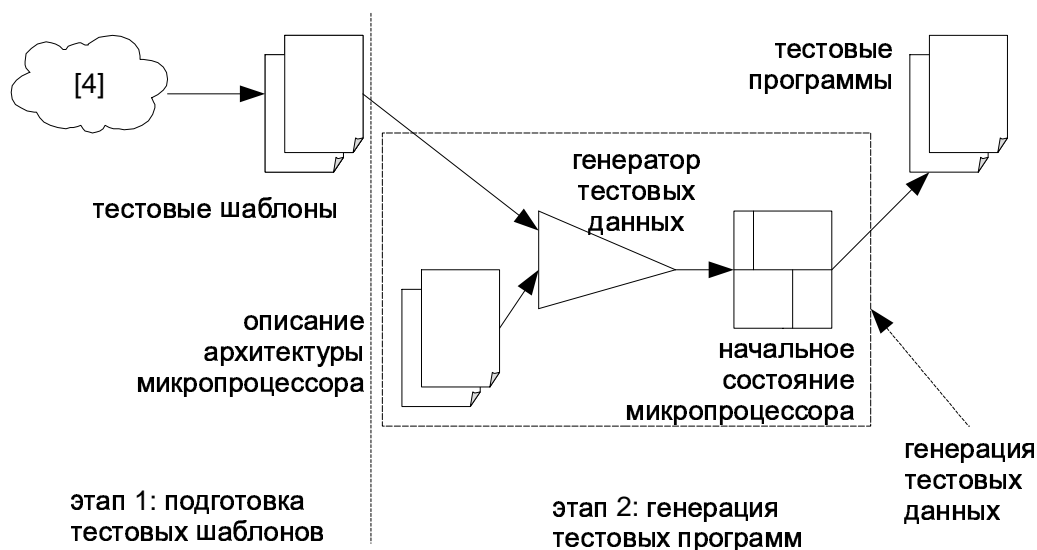 [4]
тестовые шаблоны
тестовые
программы
генератор
тестовых
данных
описание
архитектуры
микропроцессора
начальное
состояние
микропроцессора
генерация
тестовых
данных
этап 1: подготовка
тестовых шаблонов
этап 2: генерация
тестовых программ